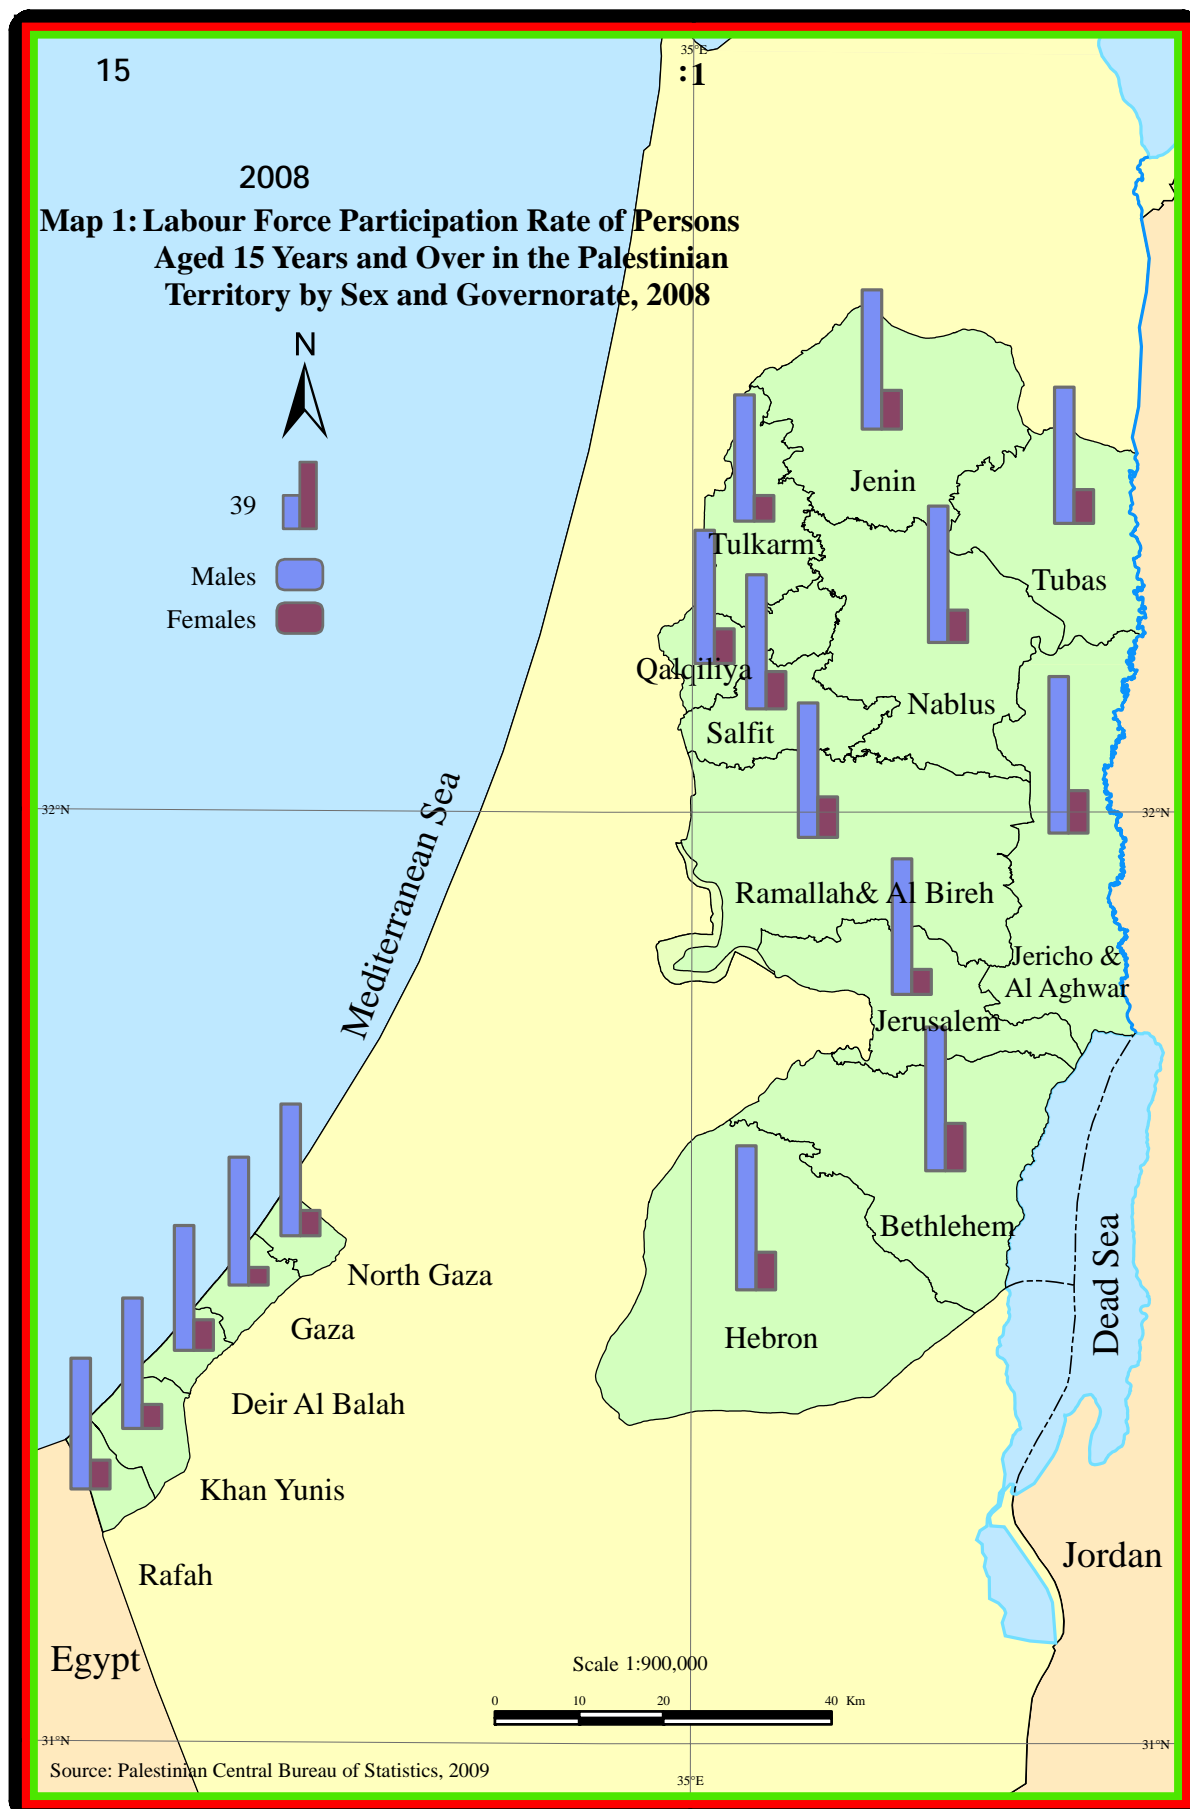 35°E
15 :1
2008
Map 1: Labour Force Participation Rate of Persons
Aged 15 Years and Over in the Palestinian
Territory by Sex and Governorate, 2008
N
39
Males
Females
Jenin
Tulkarm
Tubas
Qalqiliya
Nablus
Salfit
32°N
32°N
Mediterranean Sea
Ramallah& Al Bireh
Jericho &
Al Aghwar
Jerusalem
Bethlehem
Dead Sea
North Gaza
Gaza
Hebron
Deir Al Balah
Khan Yunis
Jordan
Rafah
Egypt
Scale 1:900,000
0 10 20 40 Km
31°N
31°N
Source: Palestinian Central Bureau of Statistics, 2009
35°E